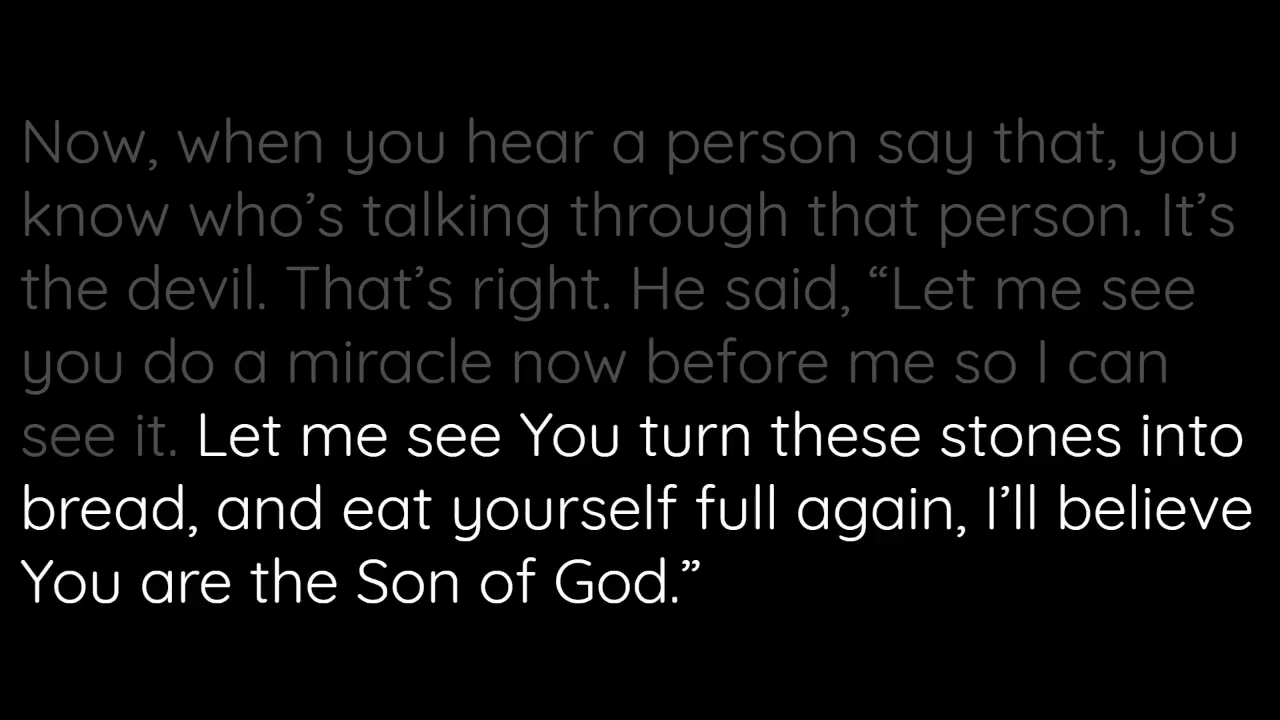 Now, when you hear a person say that, you
know who’s talking through that person. It’s
the devil. That’s right. He said, “Let me see
you do a miracle now before me so I can
see it. Let me see You turn these stones into
bread, and eat yourself full again, I’ll believe
You are the Son of God.”